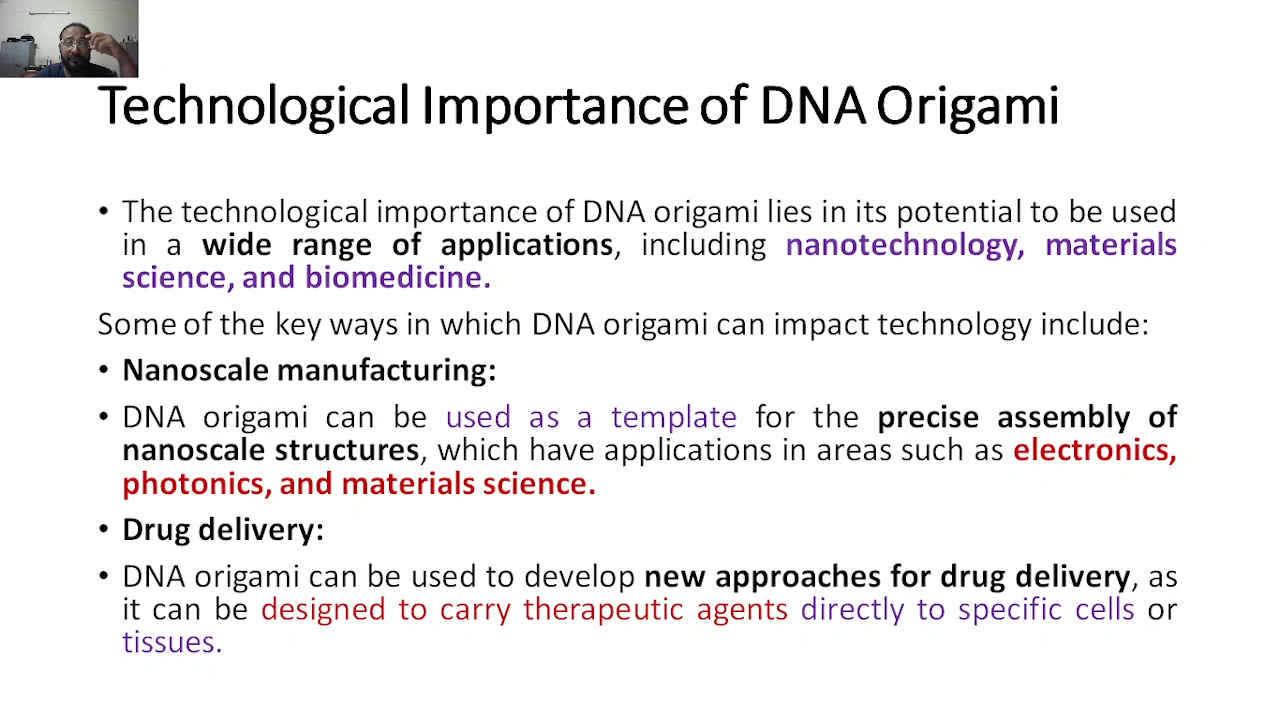 Technological Importance of DNA Origami
• The technological importance of DNA origami lies in its potential to be used
in a wide range of applications, including nanotechnology, materials
science, and biomedicine.
Some of the key ways in which DNA origami can impact technology include:
• Nanoscale manufacturing:
• DNA origami can be used as a template for the precise assembly of
nanoscale structures, which have applications in areas such as electronics,
photonics, and materials science.
• Drug delivery:
• DNA origami can be used to develop new approaches for drug delivery, as
it can be designed to carry therapeutic agents directly to specific cells or
tissues.